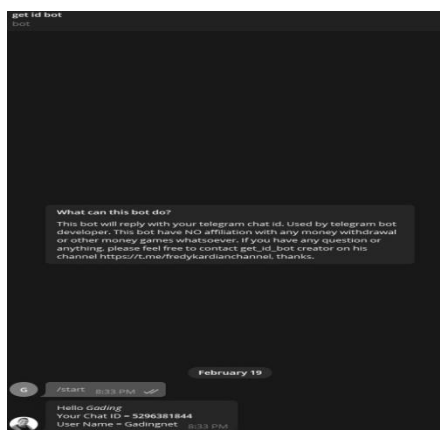 get id bot
bot
What can this bot do?
This bot will reply with your telegram chat id. Used by telegram bot
developer. This bot have NO affiliation with any money withdrawal
or other money games whatsoever. If you have any question or
anything, please feel free to contact get_id_bot creator on his
channel https://t.me/fredykardianchannel, thanks.
February 19
G
/start 8:33 PM
Hello Gading
Your Chat ID = 5296381844
User Name = Gadingnet 8:33 PM